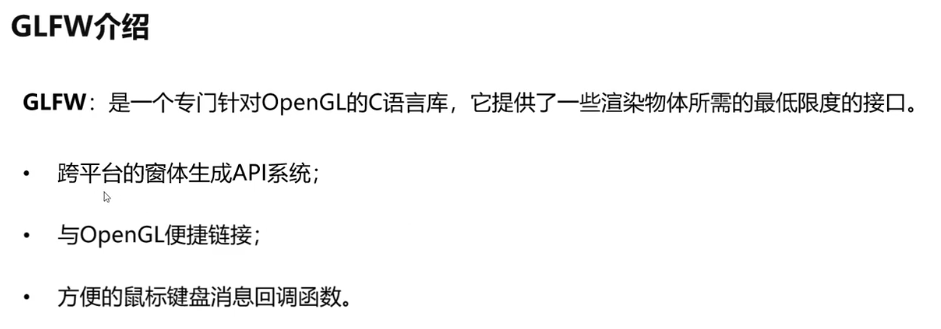 GLFW介绍
GLFW：是一个专门针对OpenGL的C语言库，它提供了一些渲染物体所需的最低限度的接口。
• 跨平台的窗体生成API系统；
• 与OpenGL便捷链接；
• 方便的鼠标键盘消息回调函数。